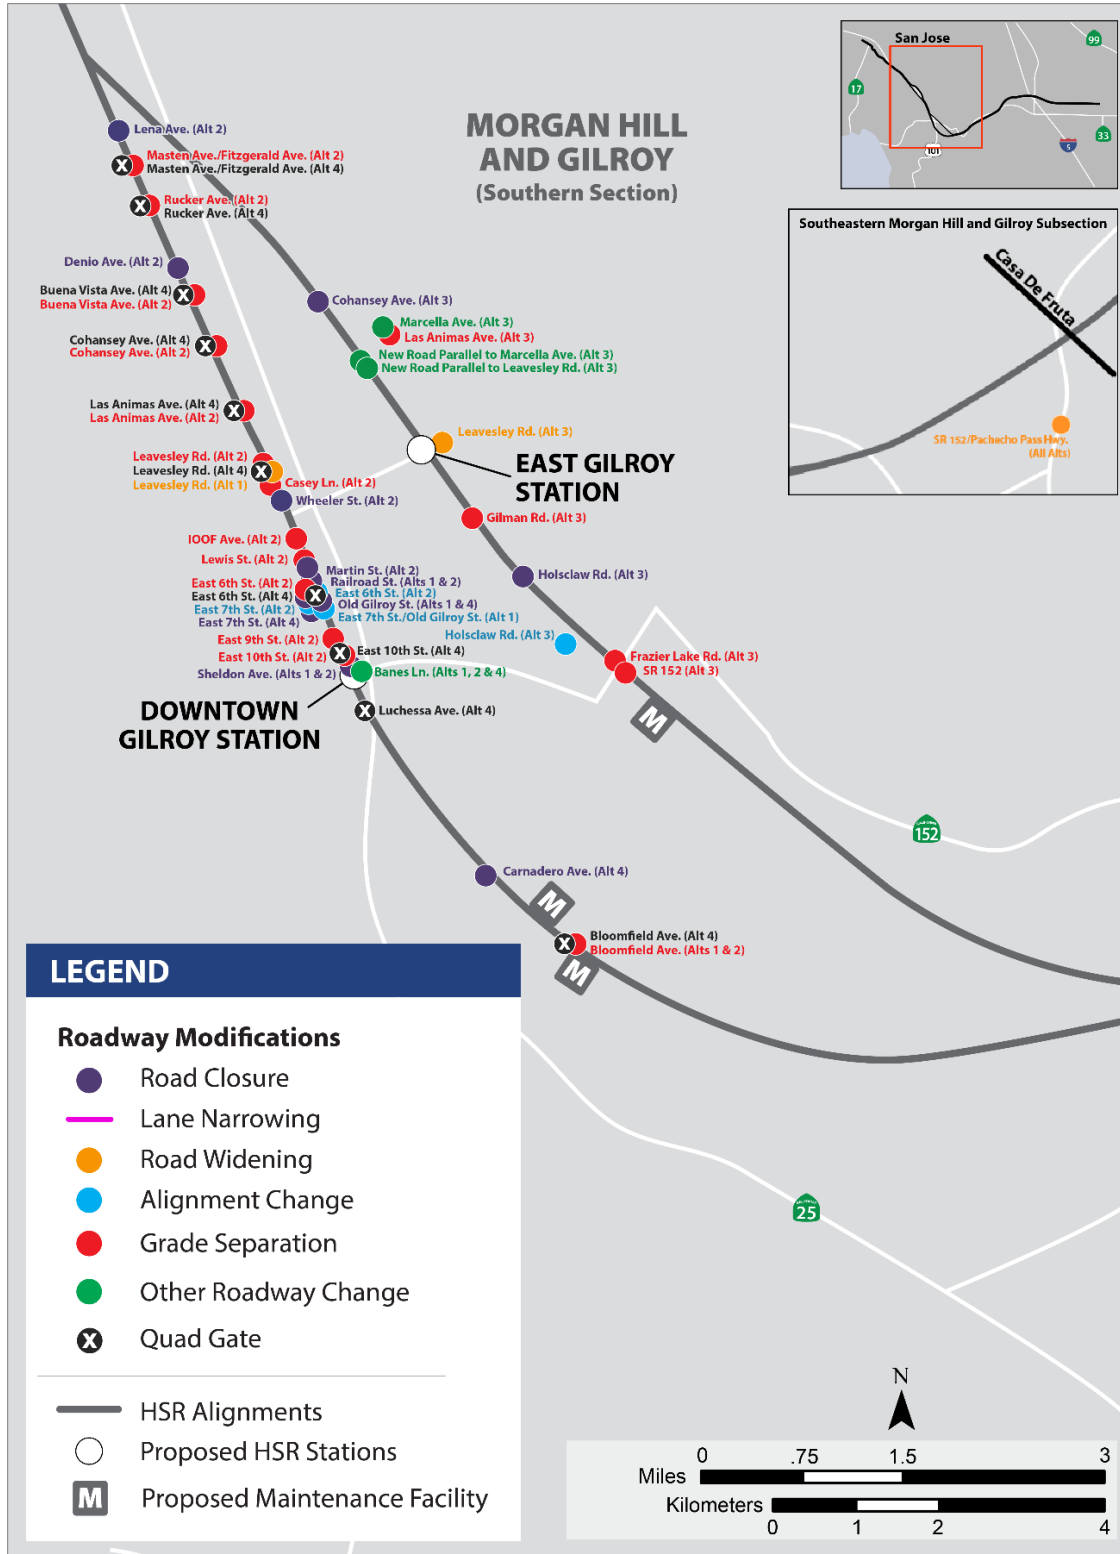 San Jose
99
17
33
5
101
MORGAN HILL
AND GILROY
(Southern Section)
Southeastern Morgan Hill and Gilroy Subsection
Casa De Fruta
SR 152/Pachecho Pass Hwy.
(All Alts)
Lena Ave. (Alt 2)
Masten Ave./Fitzgerald Ave. (Alt 2)
Masten Ave./Fitzgerald Ave. (Alt 4)
Rucker Ave. (Alt 2)
Rucker Ave. (Alt 4)
Denio Ave. (Alt 2)
Buena Vista Ave. (Alt 4)
Buena Vista Ave. (Alt 2)
Cohansey Ave. (Alt 3)
Marcella Ave. (Alt 3)
Las Animas Ave. (Alt 3)
Cohansey Ave. (Alt 4)
Cohansey Ave. (Alt 2)
New Road Parallel to Marcella Ave. (Alt 3)
New Road Parallel to Leavesley Rd. (Alt 3)
Las Animas Ave. (Alt 4)
Las Animas Ave. (Alt 2)
Leavesley Rd. (Alt 3)
Leavesley Rd. (Alt 2)
Leavesley Rd. (Alt 4)
Leavesley Rd. (Alt 1)
Casey Ln. (Alt 2)
Wheeler St. (Alt 2)
EAST GILROY
STATION
Gilman Rd. (Alt 3)
IOOF Ave. (Alt 2)
Lewis St. (Alt 2)
Martin St. (Alt 2)
Railroad St. (Alts 1 & 2)
Holsclaw Rd. (Alt 3)
East 6th St. (Alt 2)
East 6th St. (Alt 2)
East 6th St. (Alt 4)
Old Gilroy St. (Alts 1 & 4)
East 7th St. (Alt 2)
East 7th St./Old Gilroy St. (Alt 1)
East 7th St. (Alt 4)
Holsclaw Rd. (Alt 3)
East 9th St. (Alt 2)
East 10th St. (Alt 4)
East 10th St. (Alt 2)
Frazier Lake Rd. (Alt 3)
SR 152 (Alt 3)
Sheldon Ave. (Alts 1 & 2)
Banes Ln. (Alts 1, 2 & 4)
DOWNTOWN
GILROY STATION
Luchessa Ave. (Alt 4)
M
CALIFORNIA
152
Carnadero Ave. (Alt 4)
M
Bloomfield Ave. (Alt 4)
Bloomfield Ave. (Alts 1 & 2)
M
LEGEND
Roadway Modifications
Road Closure
Lane Narrowing
Road Widening
Alignment Change
Grade Separation
Other Roadway Change
X Quad Gate
HSR Alignments
Proposed HSR Stations
M Proposed Maintenance Facility
CALIFORNIA
25
N
0 .75 1.5 3
Miles
Kilometers
0 1 2 4